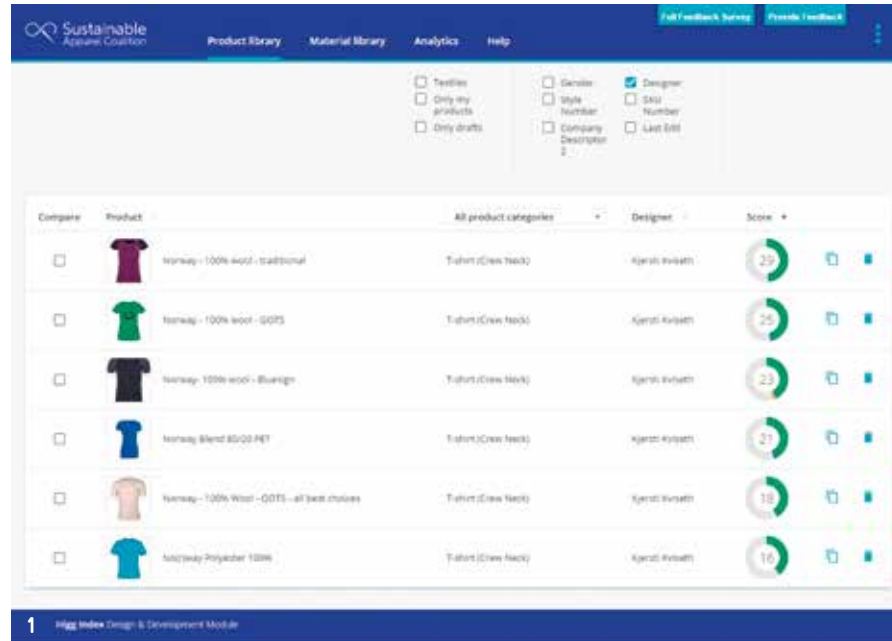 Full Feedback Survey Provide Feedback
Sustainable
Apparel Coalition
Product library Material library Analytics Help
Textiles Gender Designer
Only my products Style Number SKU Number
Only drafts Company Descriptor 2 Last Edit
Compare Product All product categories Designer Score
Norway - 100% wool - traditional T-shirt (Crew Neck) Kjersti Kviseth 29
Norway - 100% wool - GOTS T-shirt (Crew Neck) Kjersti Kviseth 25
Norway- 100% wool - Bluesign T-shirt (Crew Neck) Kjersti Kviseth 23
Norway Blend 80/20 PET T-shirt (Crew Neck) Kjersti Kviseth 21
Norway - 100% Wool - GOTS - all best choices T-shirt (Crew Neck) Kjersti Kviseth 18
Polyester 100% T-shirt (Crew Neck) Kjersti Kviseth 16
1 Higg Index Design & Development Module